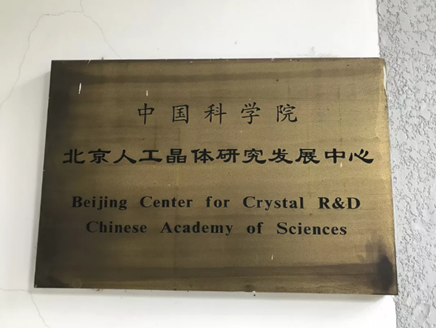 中国科学院
北京人工晶体研究发展中心
Beijing Center for Crystal R&D
Chinese Academy of Sciences